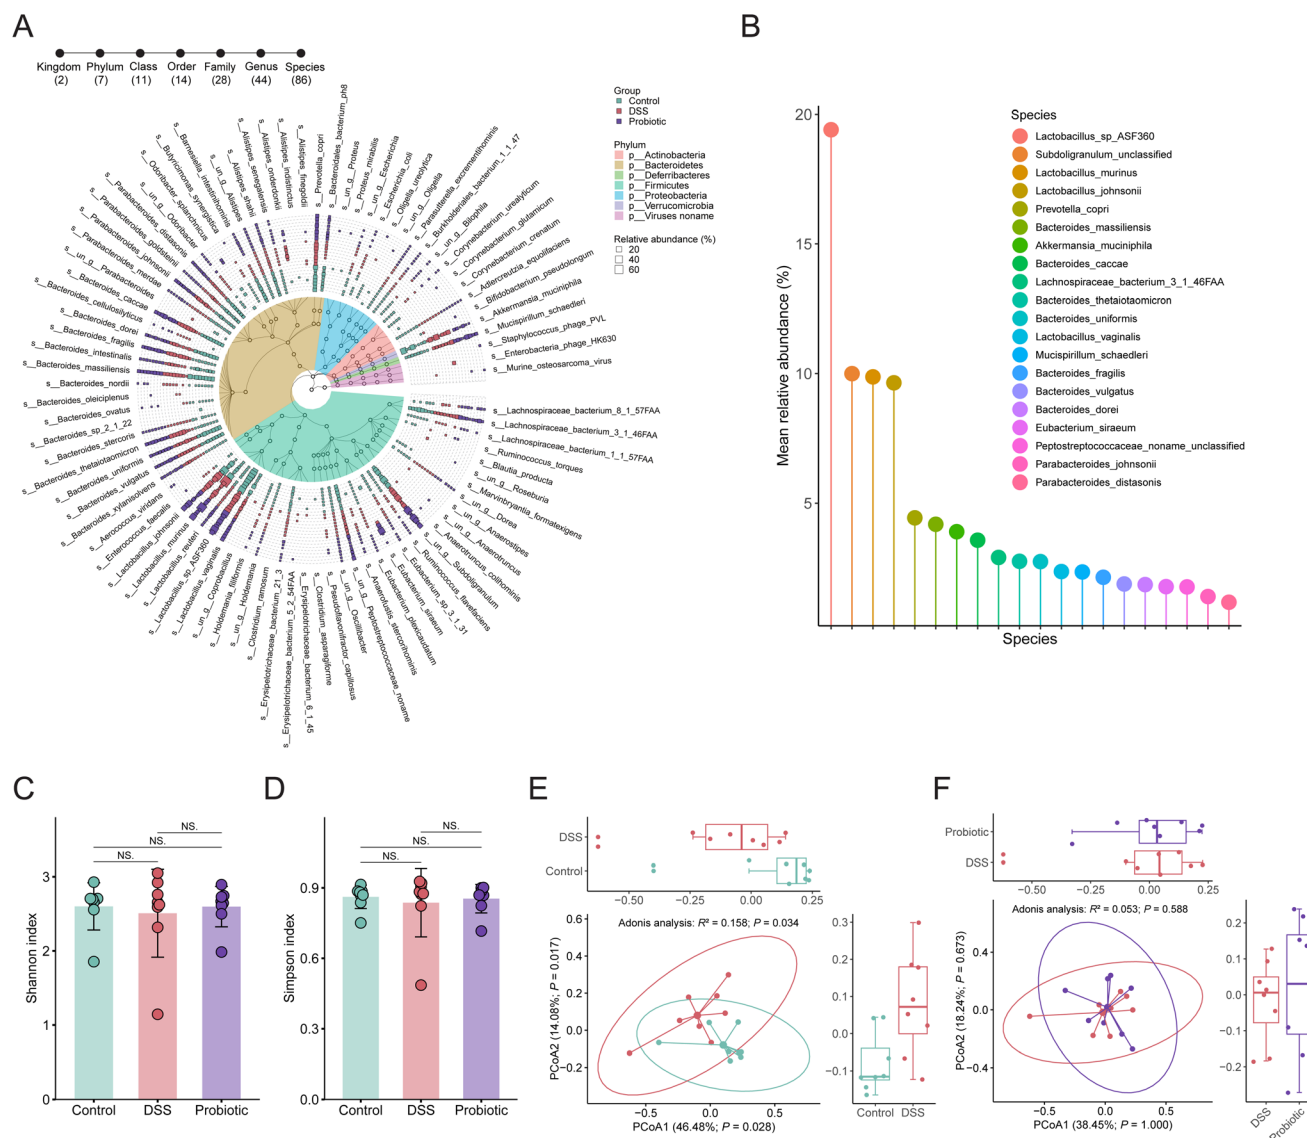 A
Kingdom Phylum Class Order Family Genus Species
(2) (7) (11) (14) (28) (44) (86)
Group
Control
DSS
Probiotic
Phylum
p__Actinobacteria
p__Bacteroidetes
p__Deferribacteres
p__Firmicutes
p__Proteobacteria
p__Verrucomicrobia
p__Viruses noname
Relative abundance (%)
20
40
60
s__Prevotella_copri
s__Bacteroidales_bacterium_ph8
s__un_g__Proteus
s__Proteus_mirabilis
s__un_g__Escherichia
s__Escherichia_coli
s__Oligella_ureolytica
s__un_g__Oligella
s__Parasutterella_excrementihominis
s__Burkholderiales_bacterium_1_1_47
s__un_g__Bilophila
s__Corynebacterium_urealyticum
s__Corynebacterium_glutamicum
s__Corynebacterium_crenatum
s__Adlercreutzia_equolifaciens
s__Bifidobacterium_pseudolongum
s__Akkermansia_muciniphila
s__Mucispirillum_schaedleri
s__Staphylococcus_phage_PVL
s__Enterobacteria_phage_HK630
s__Murine_osteosarcoma_virus
s__Lachnospiraceae_bacterium_8_1_57FAA
s__Lachnospiraceae_bacterium_3_1_46FAA
s__Lachnospiraceae_bacterium_1_1_57FAA
s__Ruminococcus_torques
s__Blautia_producta
s__un_g__Roseburia
s__Marvinbryantia_formatexigens
s__un_g__Dorea
s__un_g__Anaerostipes
s__un_g__Anaerotruncus
s__Anaerotruncus_colihominis
s__un_g__Subdoligranulum
s__Ruminococcus_flavefaciens
s__Eubacterium_sp_3_1_31
s__Eubacterium_siraeum
s__Eubacterium_plexicaudatum
s__Anaerofustis_stercorihominis
s__un_g__Peptostreptococcaceae_noname
s__un_g__Oscillibacter
s__Pseudoflavonifractor_capillosus
s__Clostridium_asparagiforme
s__Erysipelotrichaceae_bacterium_6_1_45
s__Erysipelotrichaceae_bacterium_5_2_54FAA
s__Erysipelotrichaceae_bacterium_21_3
s__Clostridium_ramosum
s__un_g__Holdemania
s__Holdemania_filiformis
s__un_g__Coprobacillus
s__Lactobacillus_vaginalis
s__Lactobacillus_sp_ASF360
s__Lactobacillus_reuteri
s__Lactobacillus_murinus
s__Lactobacillus_johnsonii
s__Enterococcus_faecalis
s__Aerococcus_viridans
s__Bacteroides_xylanisolvens
s__Bacteroides_vulgatus
s__Bacteroides_uniformis
s__Bacteroides_thetaiotaomicron
s__Bacteroides_stercoris
s__Bacteroides_sp_2_1_22
s__Bacteroides_ovatus
s__Bacteroides_oleiciplenus
s__Bacteroides_nordii
s__Bacteroides_massiliensis
s__Bacteroides_intestinalis
s__Bacteroides_fragilis
s__Bacteroides_dorei
s__Bacteroides_cellulosilyticus
s__Bacteroides_caccae
s__un_g__Parabacteroides
s__Parabacteroides_merdae
s__Parabacteroides_johnsonii
s__Parabacteroides_goldsteinii
s__Parabacteroides_distasonis
s__un_g__Odoribacter
s__Odoribacter_splanchnicus
s__Butyricimonas_synergistica
s__Barnesiella_intestinihominis
s__un_g__Alistipes
s__Alistipes_shahii
s__Alistipes_senegalensis
s__Alistipes_onderdonkii
s__Alistipes_indistinctus
s__Alistipes_finegoldii
B
Mean relative abundance (%)
20
15
10
5
Species
Species
Lactobacillus_sp_ASF360
Subdoligranulum_unclassified
Lactobacillus_murinus
Lactobacillus_johnsonii
Prevotella_copri
Bacteroides_massiliensis
Akkermansia_muciniphila
Bacteroides_caccae
Lachnospiraceae_bacterium_3_1_46FAA
Bacteroides_thetaiotaomicron
Bacteroides_uniformis
Lactobacillus_vaginalis
Mucispirillum_schaedleri
Bacteroides_fragilis
Bacteroides_vulgatus
Bacteroides_dorei
Eubacterium_siraeum
Peptostreptococcaceae_noname_unclassified
Parabacteroides_johnsonii
Parabacteroides_distasonis
C
Shannon index
NS.
NS.
NS.
3
2
1
0
Control DSS Probiotic
D
Simpson index
NS.
NS.
NS.
0.9
0.6
0.3
0.0
Control DSS Probiotic
E
DSS
Control
−0.50 −0.25 0.00 0.25
Adonis analysis: R² = 0.158; P = 0.034
PCoA2 (14.08%; P = 0.017)
0.6
0.4
0.2
0.0
−0.2
−0.5 0.0 0.5
PCoA1 (46.48%; P = 0.028)
0.3
0.2
0.1
0.0
−0.1
Control DSS
F
Probiotic
DSS
−0.50 −0.25 0.00 0.25
Adonis analysis: R² = 0.053; P = 0.588
PCoA2 (18.24%; P = 0.673)
0.4
0.0
−0.4
−0.5 0.0 0.5
PCoA1 (38.45%; P = 1.000)
0.2
0.1
0.0
−0.1
−0.2
DSS Probiotic